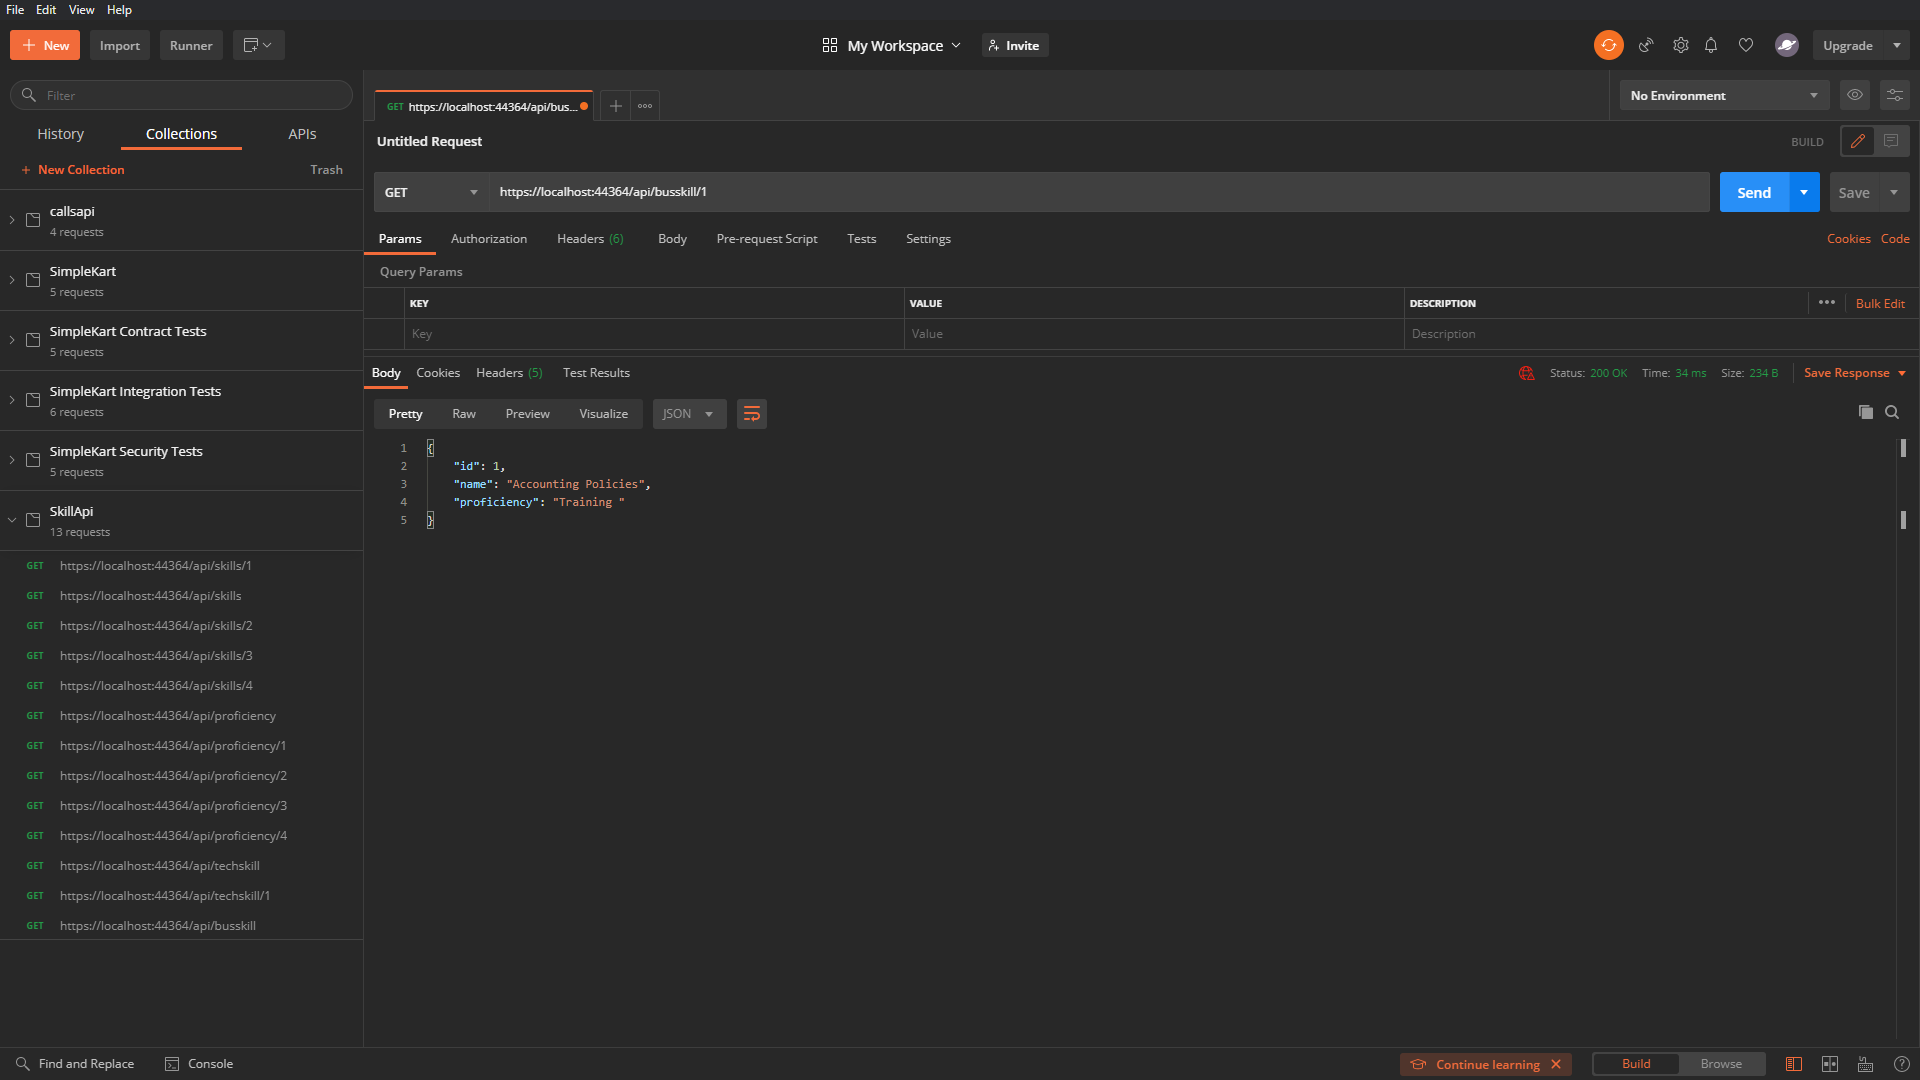 File Edit View Help
New Import Runner My Workspace Invite Upgrade
Filter
History Collections APIs
New Collection Trash
callsapi
4 requests
SimpleKart
5 requests
SimpleKart Contract Tests
5 requests
SimpleKart Integration Tests
6 requests
SimpleKart Security Tests
5 requests
SkillApi
13 requests
GET https://localhost:44364/api/skills/1
GET https://localhost:44364/api/skills
GET https://localhost:44364/api/skills/2
GET https://localhost:44364/api/skills/3
GET https://localhost:44364/api/skills/4
GET https://localhost:44364/api/proficiency
GET https://localhost:44364/api/proficiency/1
GET https://localhost:44364/api/proficiency/2
GET https://localhost:44364/api/proficiency/3
GET https://localhost:44364/api/proficiency/4
GET https://localhost:44364/api/techskill
GET https://localhost:44364/api/techskill/1
GET https://localhost:44364/api/busskill
GET https://localhost:44364/api/bus... No Environment
Untitled Request BUILD
GET https://localhost:44364/api/busskill/1 Send Save
Params Authorization Headers (6) Body Pre-request Script Tests Settings Cookies Code
Query Params
KEY VALUE DESCRIPTION Bulk Edit
Key Value Description
Body Cookies Headers (5) Test Results Status: 200 OK Time: 34 ms Size: 234 B Save Response
Pretty Raw Preview Visualize JSON
1 {
2 "id": 1,
3 "name": "Accounting Policies",
4 "proficiency": "Training "
5 }
Find and Replace Console Continue learning Build Browse